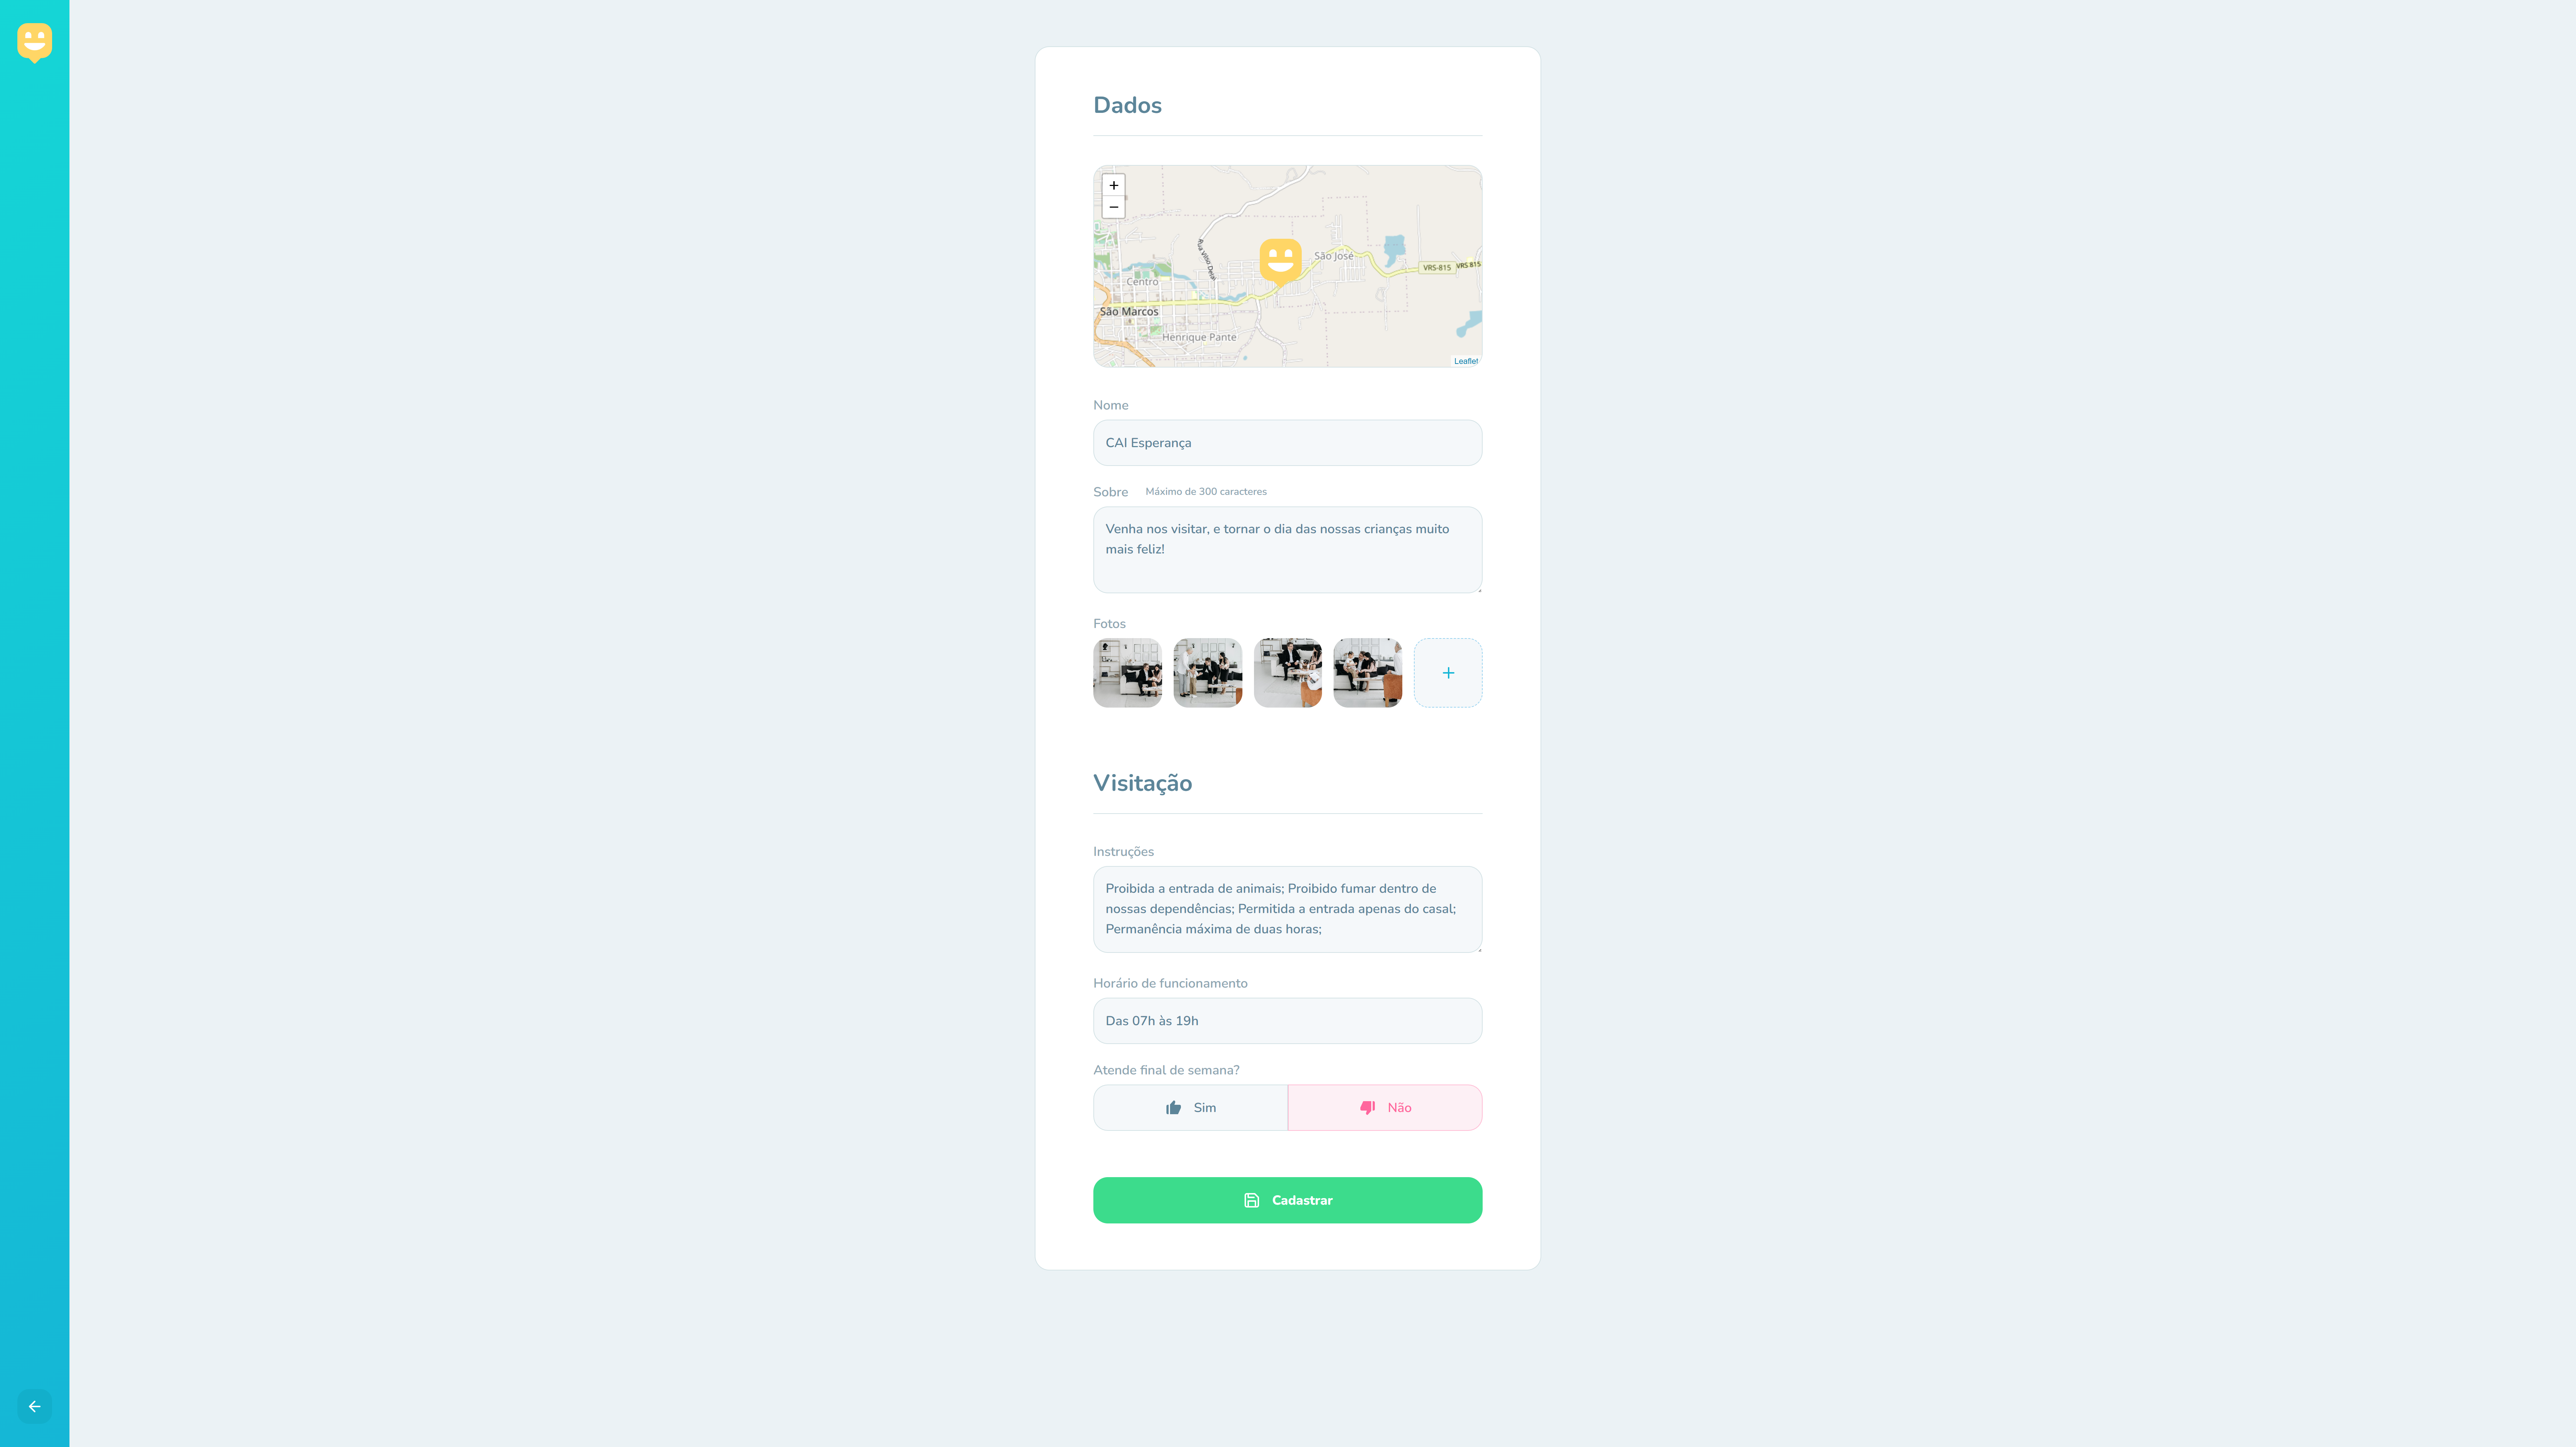 Dados
+
−
Rua Vitso Dejal
São José
VRS-815
VRS 815
Centro
São Marcos
Henrique Pante
Leaflet
Nome
CAI Esperança
Sobre Máximo de 300 caracteres
Venha nos visitar, e tornar o dia das nossas crianças muito
mais feliz!
Fotos
+
Visitação
Instruções
Proibida a entrada de animais; Proibido fumar dentro de
nossas dependências; Permitida a entrada apenas do casal;
Permanência máxima de duas horas;
Horário de funcionamento
Das 07h às 19h
Atende final de semana?
Sim Não
Cadastrar